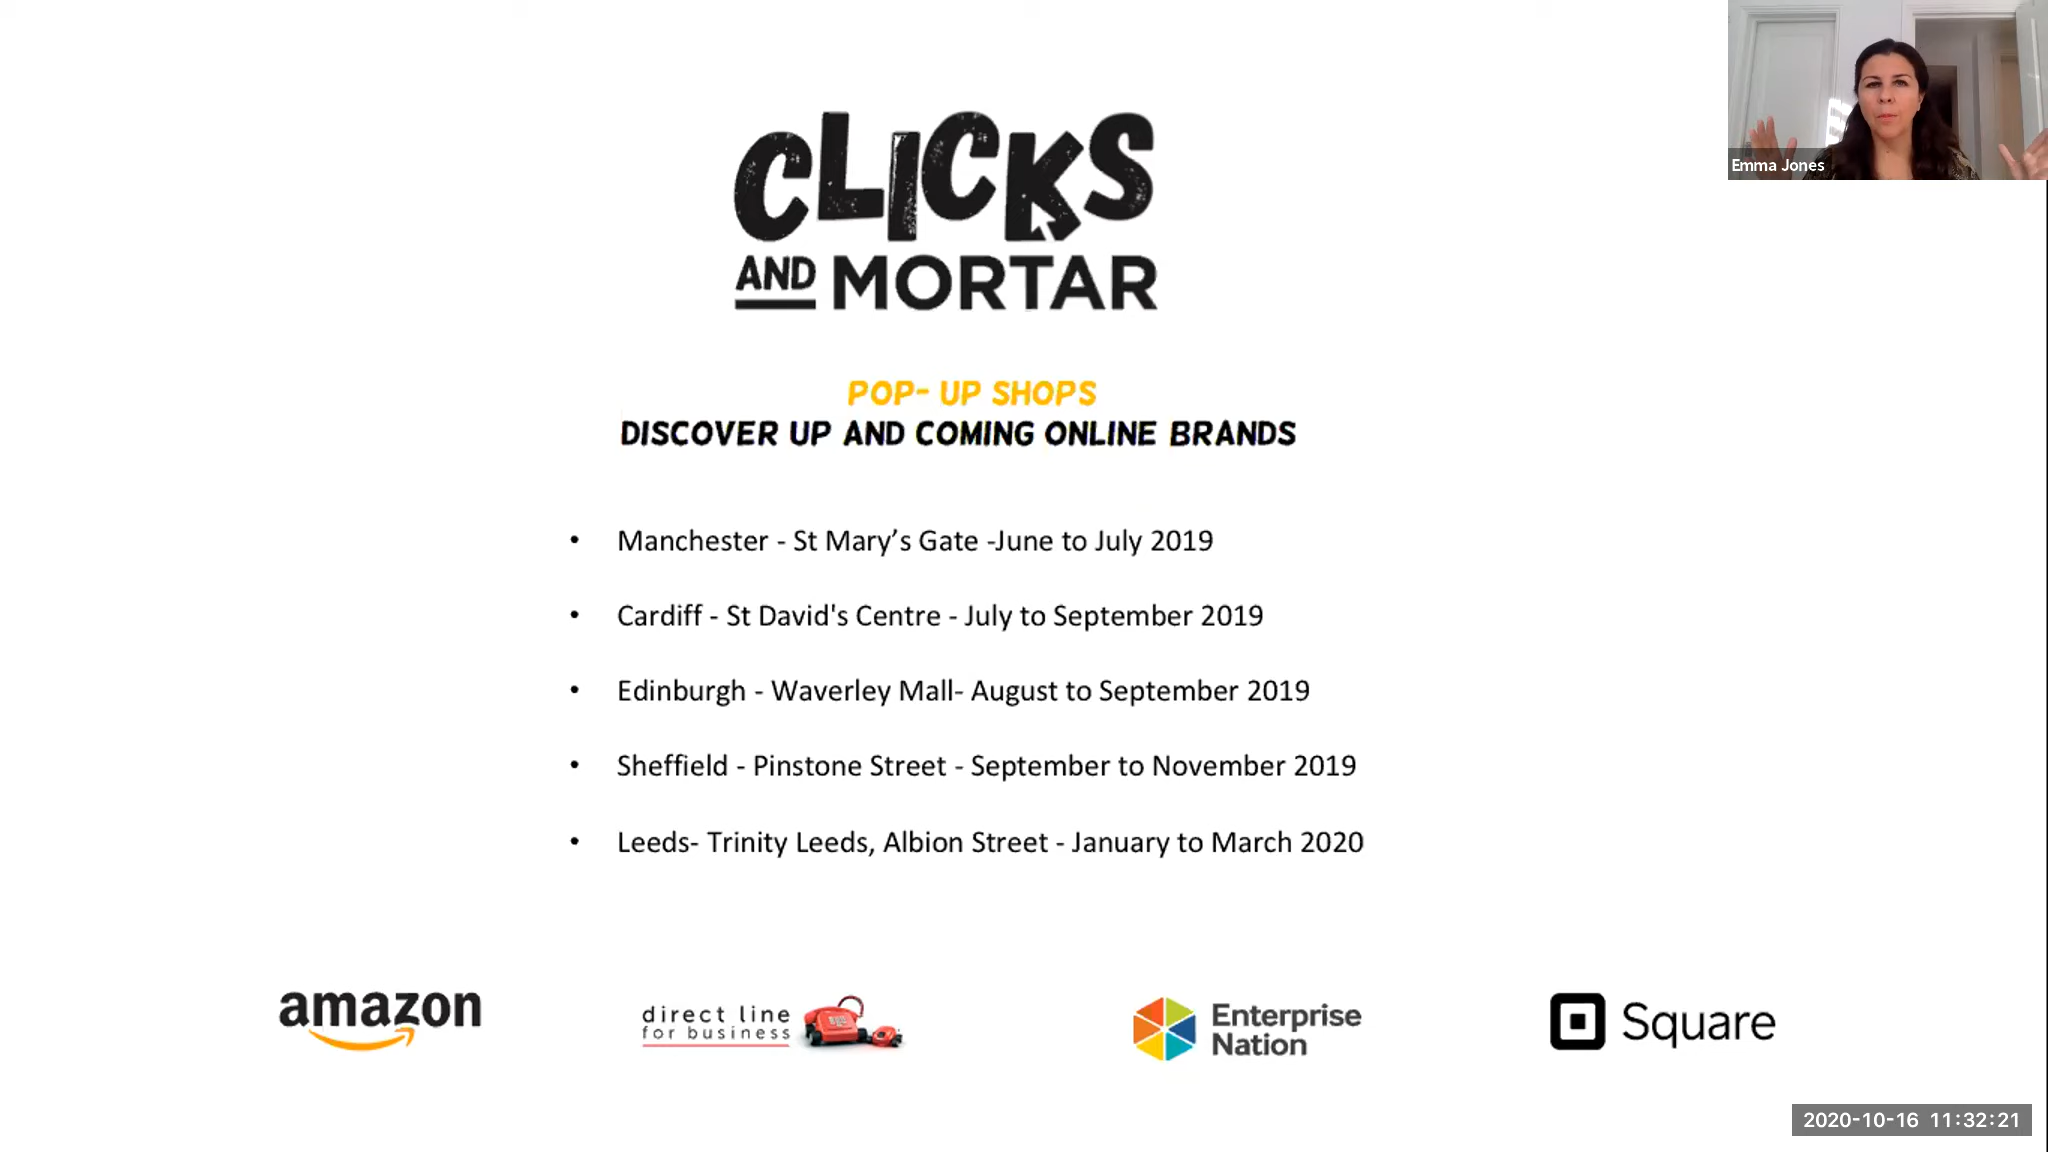 CLICKS
AND MORTAR
Emma Jones
POP- UP SHOPS
DISCOVER UP AND COMING ONLINE BRANDS
• Manchester - St Mary’s Gate -June to July 2019
• Cardiff - St David's Centre - July to September 2019
• Edinburgh - Waverley Mall- August to September 2019
• Sheffield - Pinstone Street - September to November 2019
• Leeds- Trinity Leeds, Albion Street - January to March 2020
amazon
direct line
for business
Enterprise
Nation
Square
2020-10-16 11:32:21